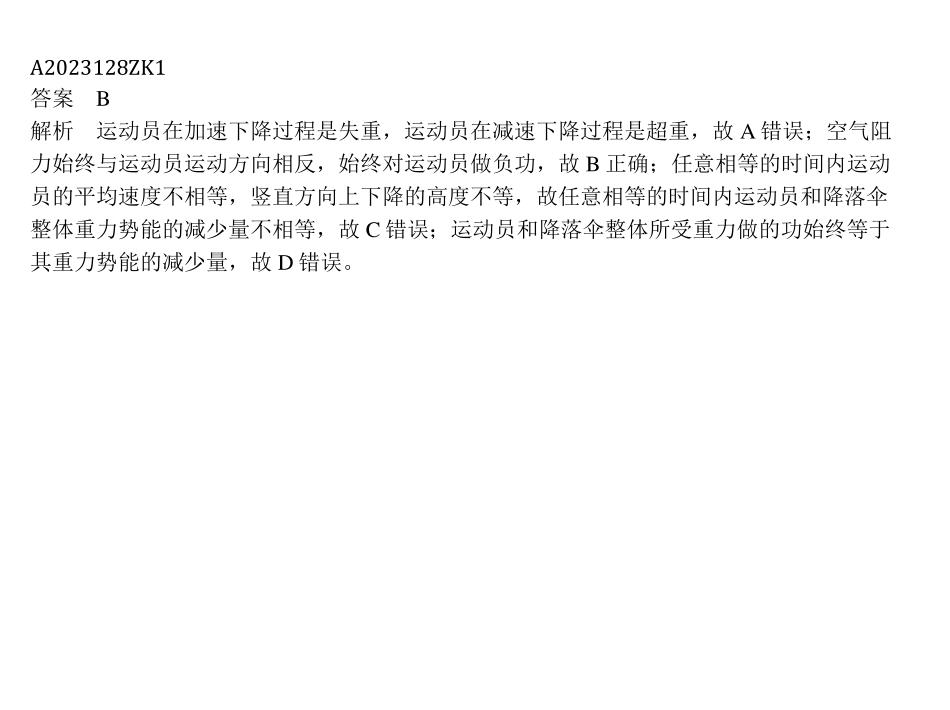 A2023128ZK1
答案　B
解析　运动员在加速下降过程是失重，运动员在减速下降过程是超重，故 A 错误；空气阻
力始终与运动员运动方向相反，始终对运动员做负功，故 B 正确；任意相等的时间内运动
员的平均速度不相等，竖直方向上下降的高度不等，故任意相等的时间内运动员和降落伞
整体重力势能的减少量不相等，故 C 错误；运动员和降落伞整体所受重力做的功始终等于
其重力势能的减少量，故 D 错误。